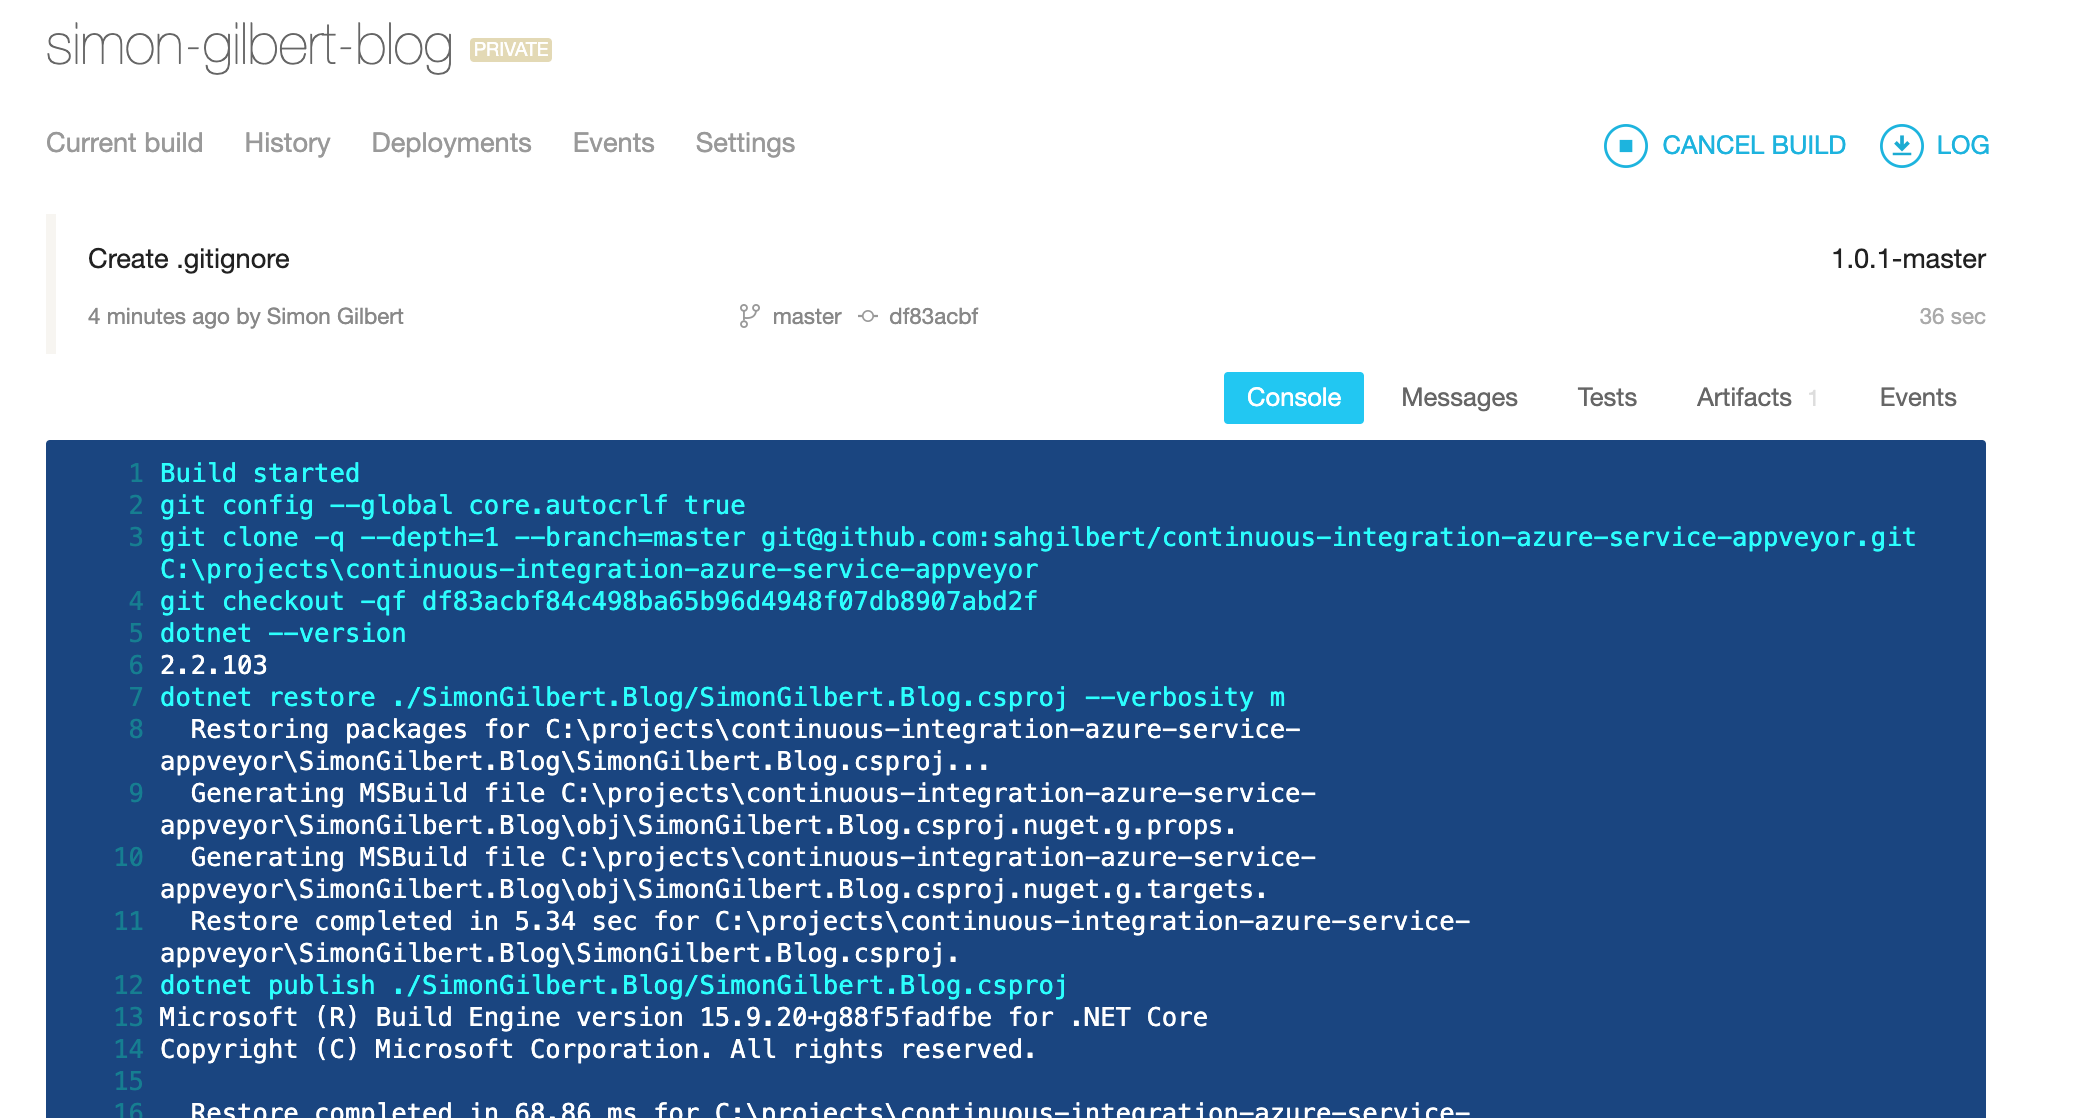 simon-gilbert-blog PRIVATE
Current build History Deployments Events Settings CANCEL BUILD LOG
Create .gitignore 1.0.1-master
4 minutes ago by Simon Gilbert master df83acbf 36 sec
Console Messages Tests Artifacts 1 Events
1 Build started
2 git config --global core.autocrlf true
3 git clone -q --depth=1 --branch=master git@github.com:sahgilbert/continuous-integration-azure-service-appveyor.git
C:\projects\continuous-integration-azure-service-appveyor
4 git checkout -qf df83acbf84c498ba65b96d4948f07db8907abd2f
5 dotnet --version
6 2.2.103
7 dotnet restore ./SimonGilbert.Blog/SimonGilbert.Blog.csproj --verbosity m
8 Restoring packages for C:\projects\continuous-integration-azure-service-
appveyor\SimonGilbert.Blog\SimonGilbert.Blog.csproj...
9 Generating MSBuild file C:\projects\continuous-integration-azure-service-
appveyor\SimonGilbert.Blog\obj\SimonGilbert.Blog.csproj.nuget.g.props.
10 Generating MSBuild file C:\projects\continuous-integration-azure-service-
appveyor\SimonGilbert.Blog\obj\SimonGilbert.Blog.csproj.nuget.g.targets.
11 Restore completed in 5.34 sec for C:\projects\continuous-integration-azure-service-
appveyor\SimonGilbert.Blog\SimonGilbert.Blog.csproj.
12 dotnet publish ./SimonGilbert.Blog/SimonGilbert.Blog.csproj
13 Microsoft (R) Build Engine version 15.9.20+g88f5fadfbe for .NET Core
14 Copyright (C) Microsoft Corporation. All rights reserved.
15
16 Restore completed in 68.86 ms for C:\projects\continuous-integration-azure-service-